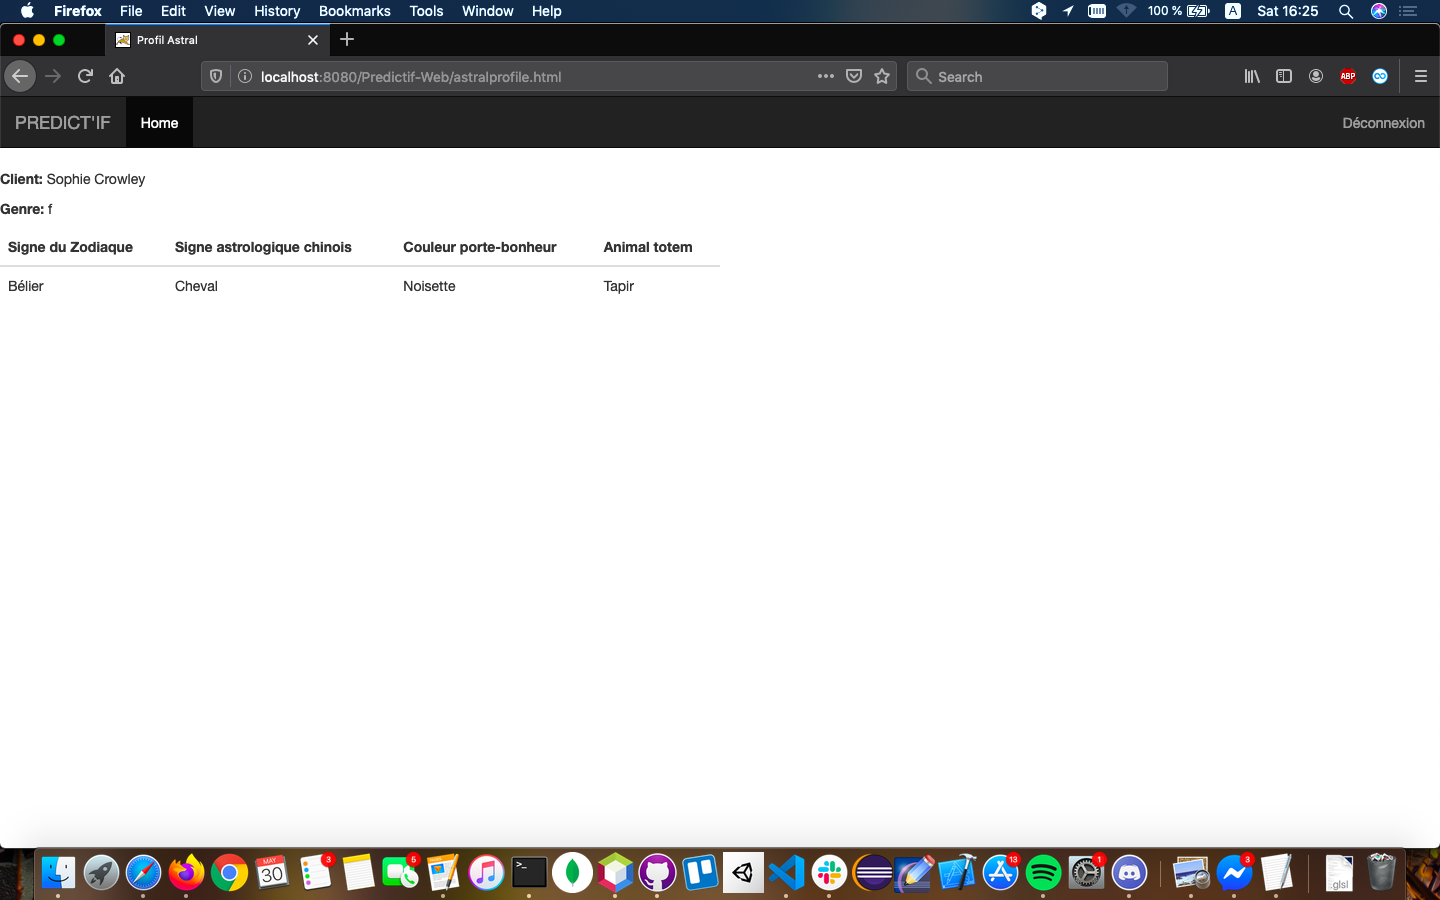 Firefox File Edit View History Bookmarks Tools Window Help 100 % A Sat 16:25
Profil Astral
localhost:8080/Predictif-Web/astralprofile.html Search ABP
PREDICT'IF Home Déconnexion
Client: Sophie Crowley
Genre: f
Signe du Zodiaque Signe astrologique chinois Couleur porte-bonheur Animal totem
Bélier Cheval Noisette Tapir
MAY 30 3 5 >_ 13 1 3 .glsl